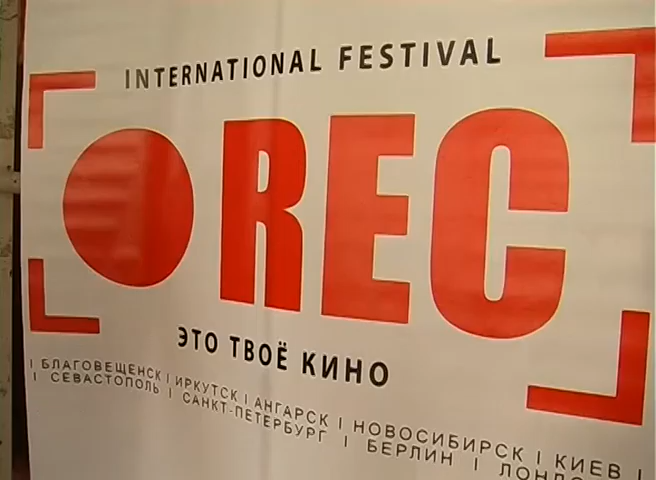 INTERNATIONAL FESTIVAL
REC
ЭТО ТВОЁ КИНО
| БЛАГОВЕЩЕНСК | ИРКУТСК | АНГАРСК | НОВОСИБИРСК | КИЕВ |
| СЕВАСТОПОЛЬ | САНКТ-ПЕТЕРБУРГ | БЕРЛИН |